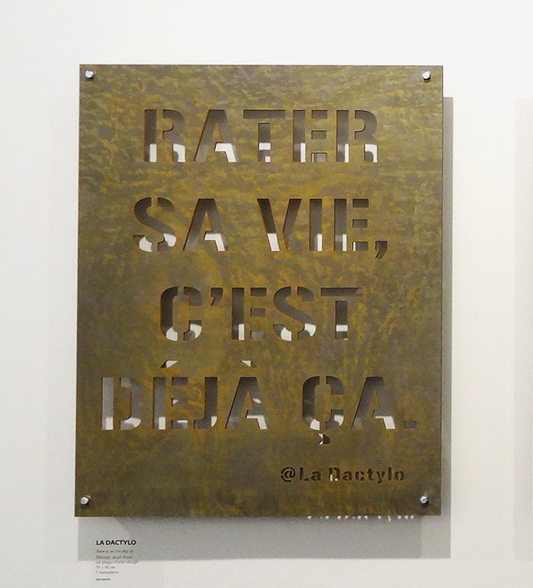 RATER
SA VIE,
C'EST
DÉJÀ ÇA.
@La Dactylo
LA DACTYLO